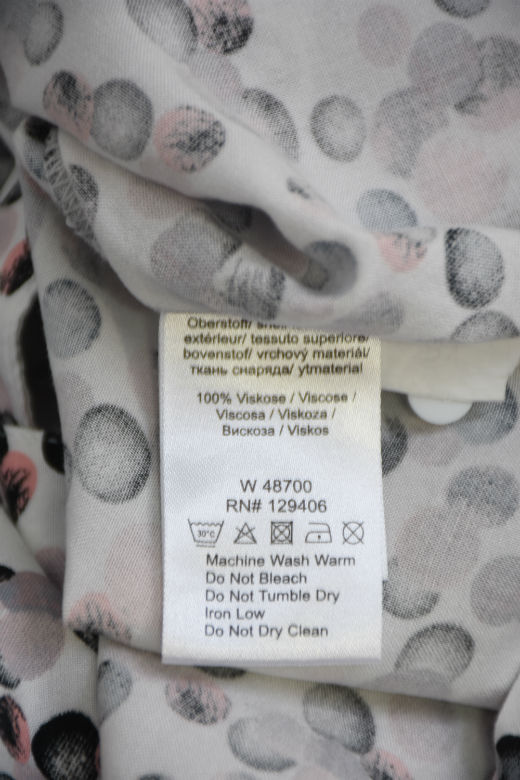 Oberstoff/
extérieur/ tessuto superiore/
bovenstof/ vrchový materiál/
ткань снаряда/ ytmaterial
100% Viskose / Viscose /
Viscosa / Viskoza /
Вискоза / Viskos
W 48700
RN# 129406
30°C
Machine Wash Warm
Do Not Bleach
Do Not Tumble Dry
Iron Low
Do Not Dry Clean